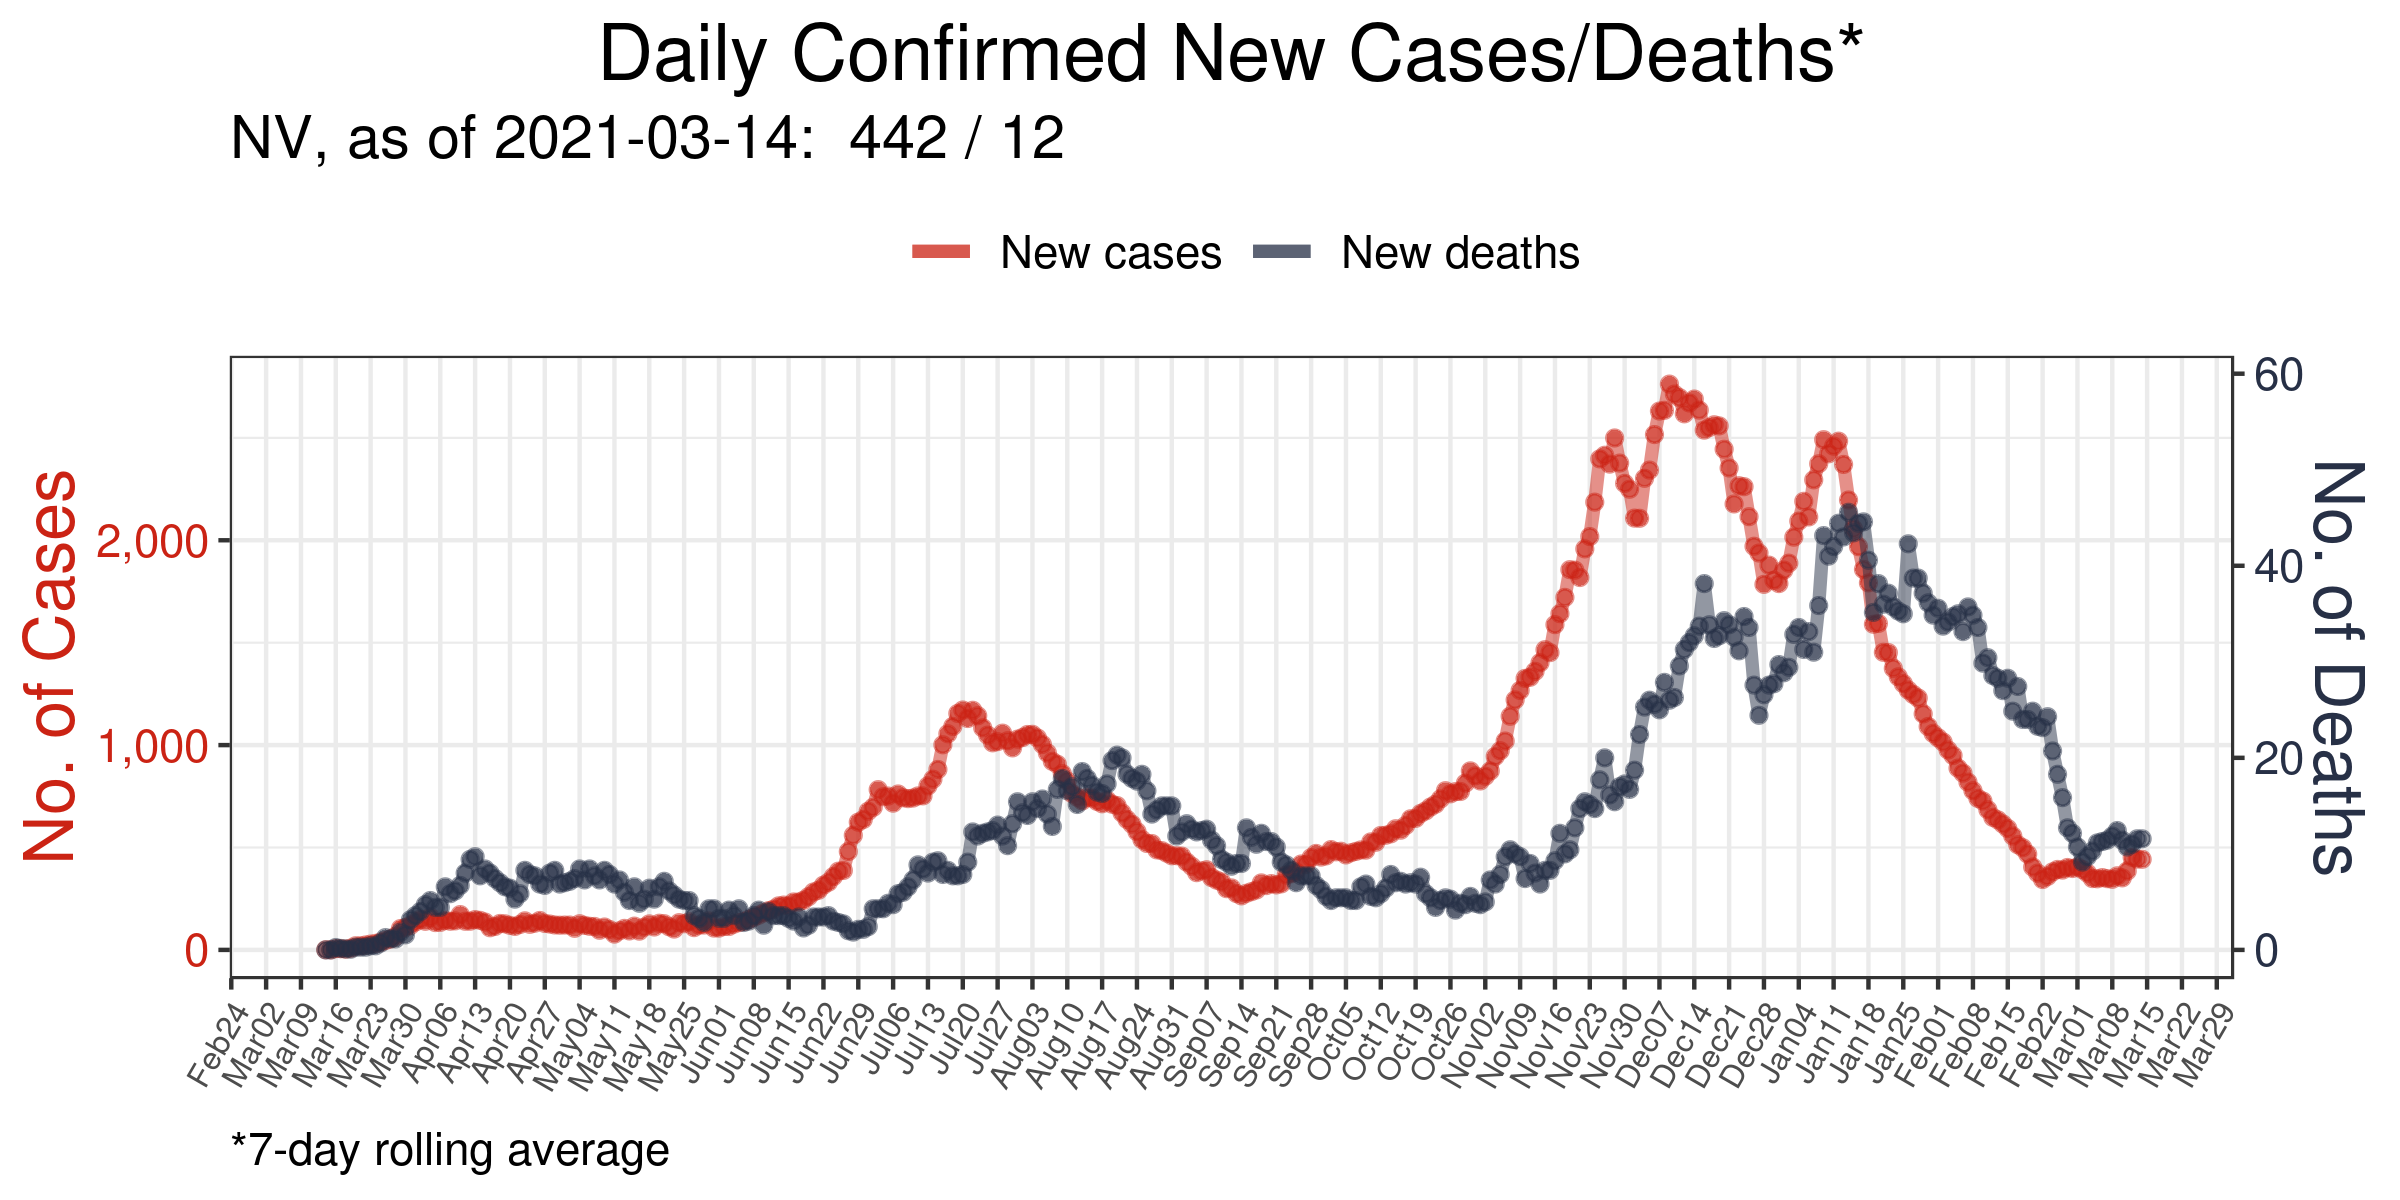 Daily Confirmed New Cases/Deaths*
NV, as of 2021-03-14:  442 / 12
New cases
New deaths
No. of Cases
2,000
1,000
0
60
40
20
0
No. of Deaths
Feb24
Mar02
Mar09
Mar16
Mar23
Mar30
Apr06
Apr13
Apr20
Apr27
May04
May11
May18
May25
Jun01
Jun08
Jun15
Jun22
Jun29
Jul06
Jul13
Jul20
Jul27
Aug03
Aug10
Aug17
Aug24
Aug31
Sep07
Sep14
Sep21
Sep28
Oct05
Oct12
Oct19
Oct26
Nov02
Nov09
Nov16
Nov23
Nov30
Dec07
Dec14
Dec21
Dec28
Jan04
Jan11
Jan18
Jan25
Feb01
Feb08
Feb15
Feb22
Mar01
Mar08
Mar15
Mar22
Mar29
*7-day rolling average